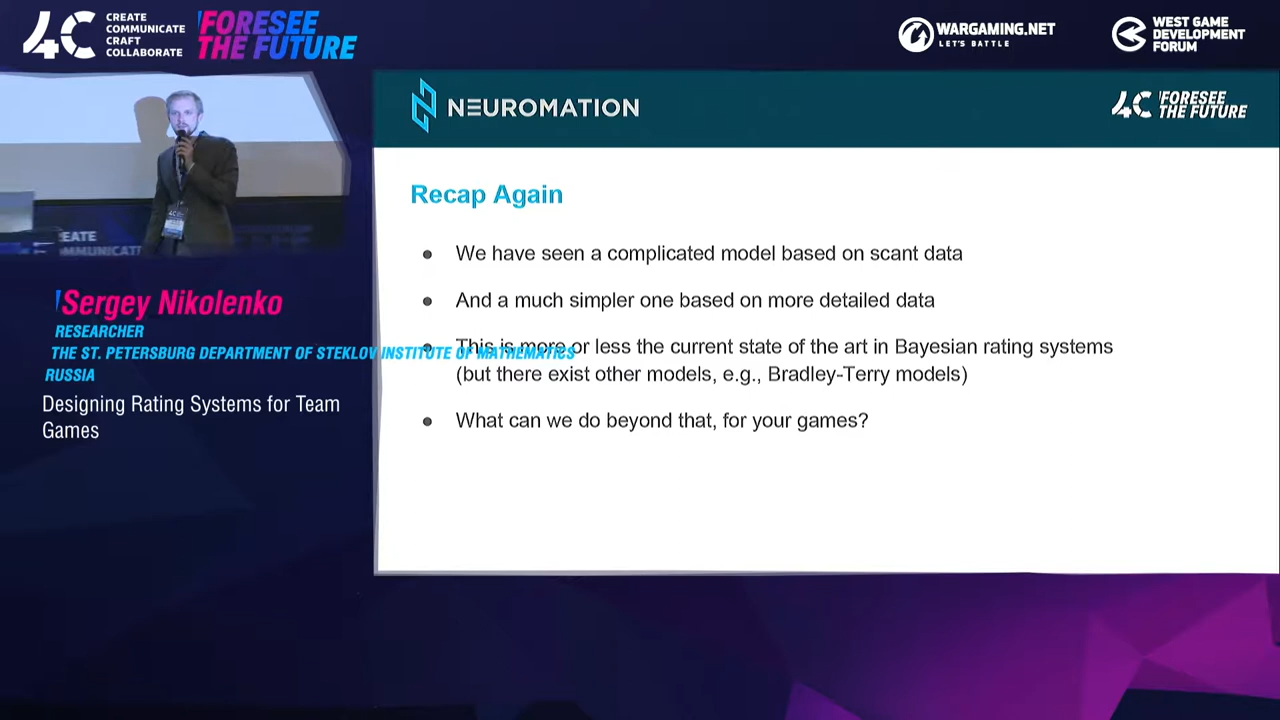 4C
CREATE
COMMUNICATE
CRAFT
COLLABORATE
FORESEE
THE FUTURE
WARGAMING.NET
LET'S BATTLE
WEST GAME
DEVELOPMENT
FORUM
NEUROMATION
4C FORESEE
THE FUTURE
EATE
MMUNICATE
Sergey Nikolenko
RESEARCHER
THE ST. PETERSBURG DEPARTMENT OF STEKLOV INSTITUTE OF MATHEMATICS
RUSSIA
Designing Rating Systems for Team
Games
Recap Again
● We have seen a complicated model based on scant data
● And a much simpler one based on more detailed data
● This is more or less the current state of the art in Bayesian rating systems
(but there exist other models, e.g., Bradley-Terry models)
● What can we do beyond that, for your games?